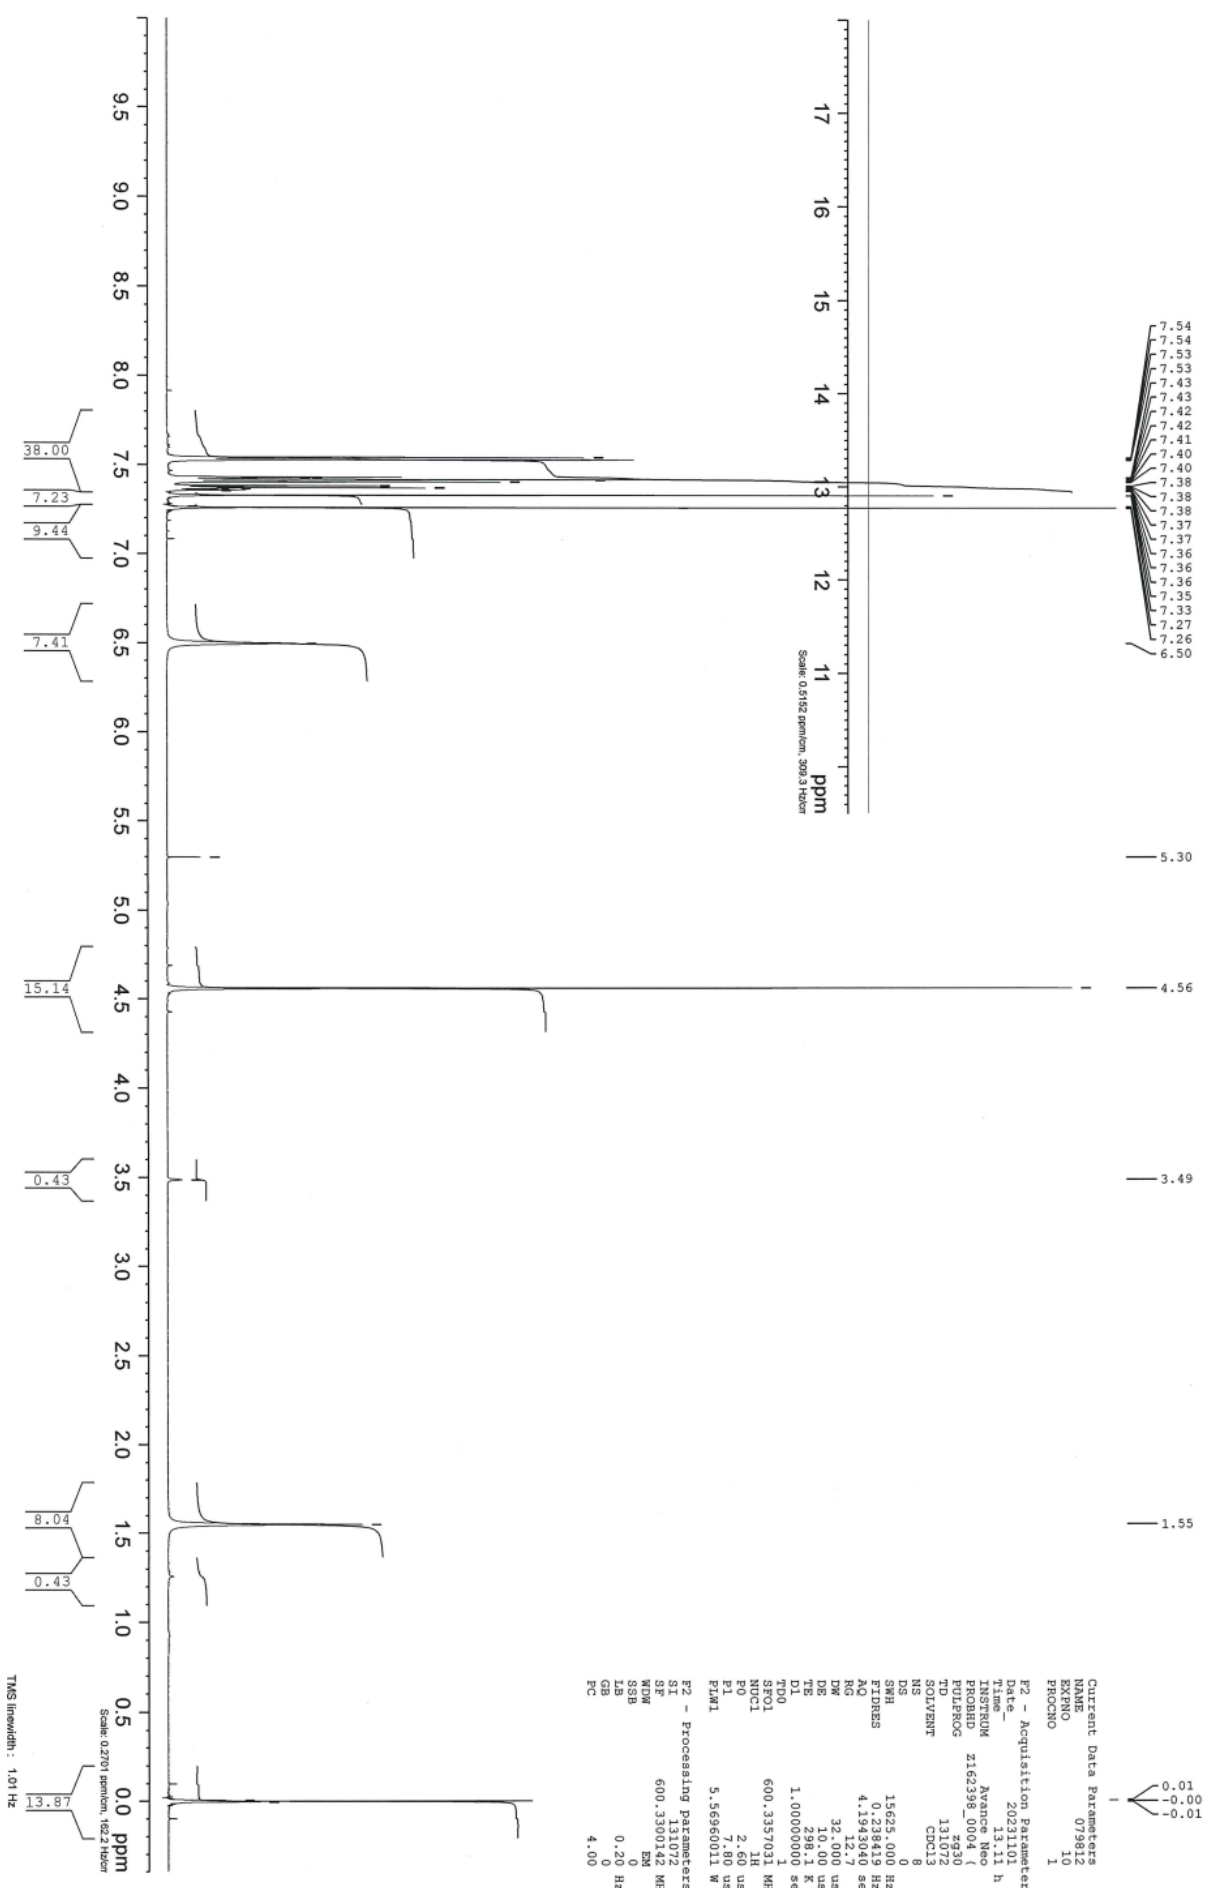 7.54
7.54
7.53
7.53
7.43
7.43
7.42
7.42
7.41
7.40
7.40
7.38
7.38
7.38
7.37
7.37
7.36
7.36
7.36
7.35
7.33
7.27
7.26
6.50
5.30
4.56
3.49
1.55
0.01
-0.00
-0.01
Current Data Parameters
NAME 079812
EXPNO 10
PROCNO 1
F2 - Acquisition Parameter
Date_ 20231101
Time 13.11 h
INSTRUM Avance Neo
PROBHD Z162398_0004 (
PULPROG zg30
TD 131072
SOLVENT CDCl3
NS 8
DS 0
SWH 15625.000 Hz
FIDRES 0.238419 Hz
AQ 4.1943040 se
RG 12.7
DW 32.000 us
DE 10.00 us
TE 298.1 K
D1 1.00000000 se
TD0 1
SFO1 600.3357031 MH
NUC1 1H
P0 2.60 us
P1 7.80 us
PLW1 5.56960011 W
F2 - Processing parameters
SI 131072
SF 600.3300142 MH
WDW EM
SSB 0
LB 0.20 Hz
GB 0
PC 4.00
17 16 15 14 13 12 11 ppm
Scale: 0.5152 ppm/cm, 309.3 Hz/cm
9.5 9.0 8.5 8.0 7.5 7.0 6.5 6.0 5.5 5.0 4.5 4.0 3.5 3.0 2.5 2.0 1.5 1.0 0.5 0.0 ppm
Scale: 0.2701 ppm/cm, 162.2 Hz/cm
38.00
7.23
9.44
7.41
15.14
0.43
8.04
0.43
13.87
TMS linewidth : 1.01 Hz